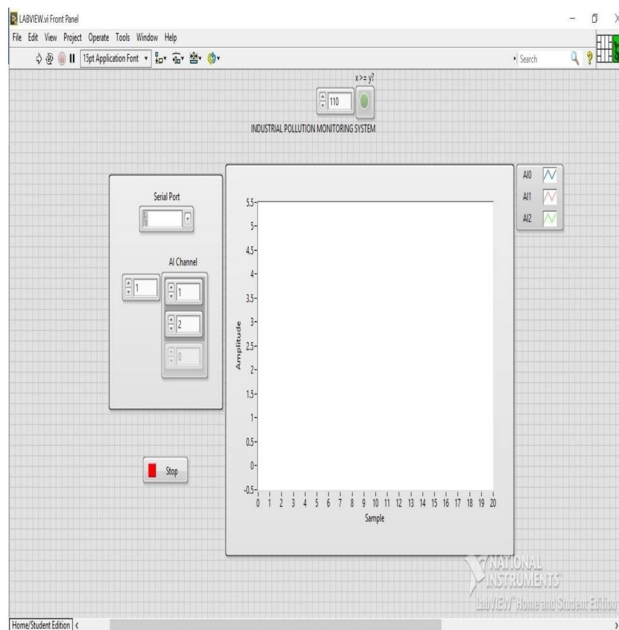 LABVIEW.vi Front Panel
File Edit View Project Operate Tools Window Help
15pt Application Font
Search
x >= y?
110
INDUSTRIAL POLLUTION MONITORING SYSTEM
Serial Port
AI Channel
1
1
2
0
Stop
5.5
5
4.5
4
3.5
3
2.5
2
1.5
1
0.5
0
-0.5
Amplitude
0 1 2 3 4 5 6 7 8 9 10 11 12 13 14 15 16 17 18 19 20
Sample
AI0
AI1
AI2
NATIONAL
INSTRUMENTS
LabVIEW Home and Student Edition
Home/Student Edition